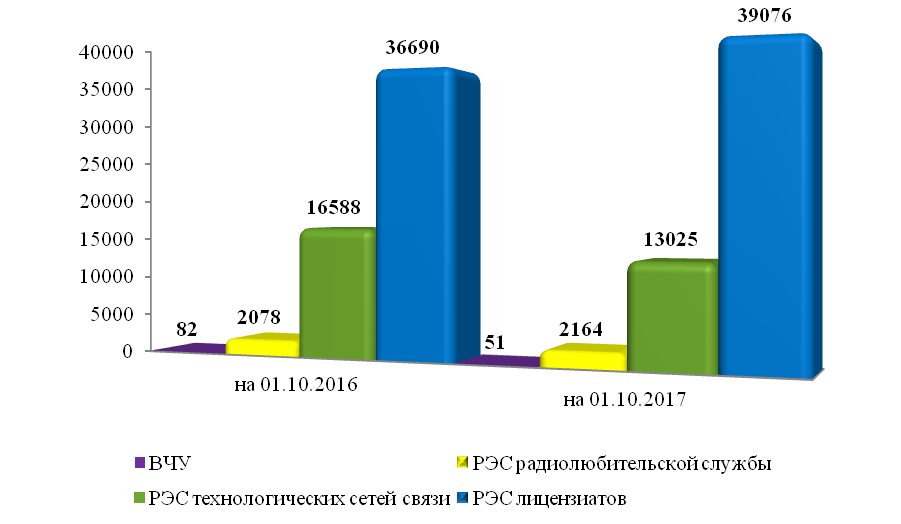 39076
36690
40000
35000
30000
25000
20000
15000
10000
5000
0
16588
13025
82
2078
51
2164
на 01.10.2016
на 01.10.2017
ВЧУ
РЭС радиолюбительской службы
РЭС технологических сетей связи
РЭС лицензиатов